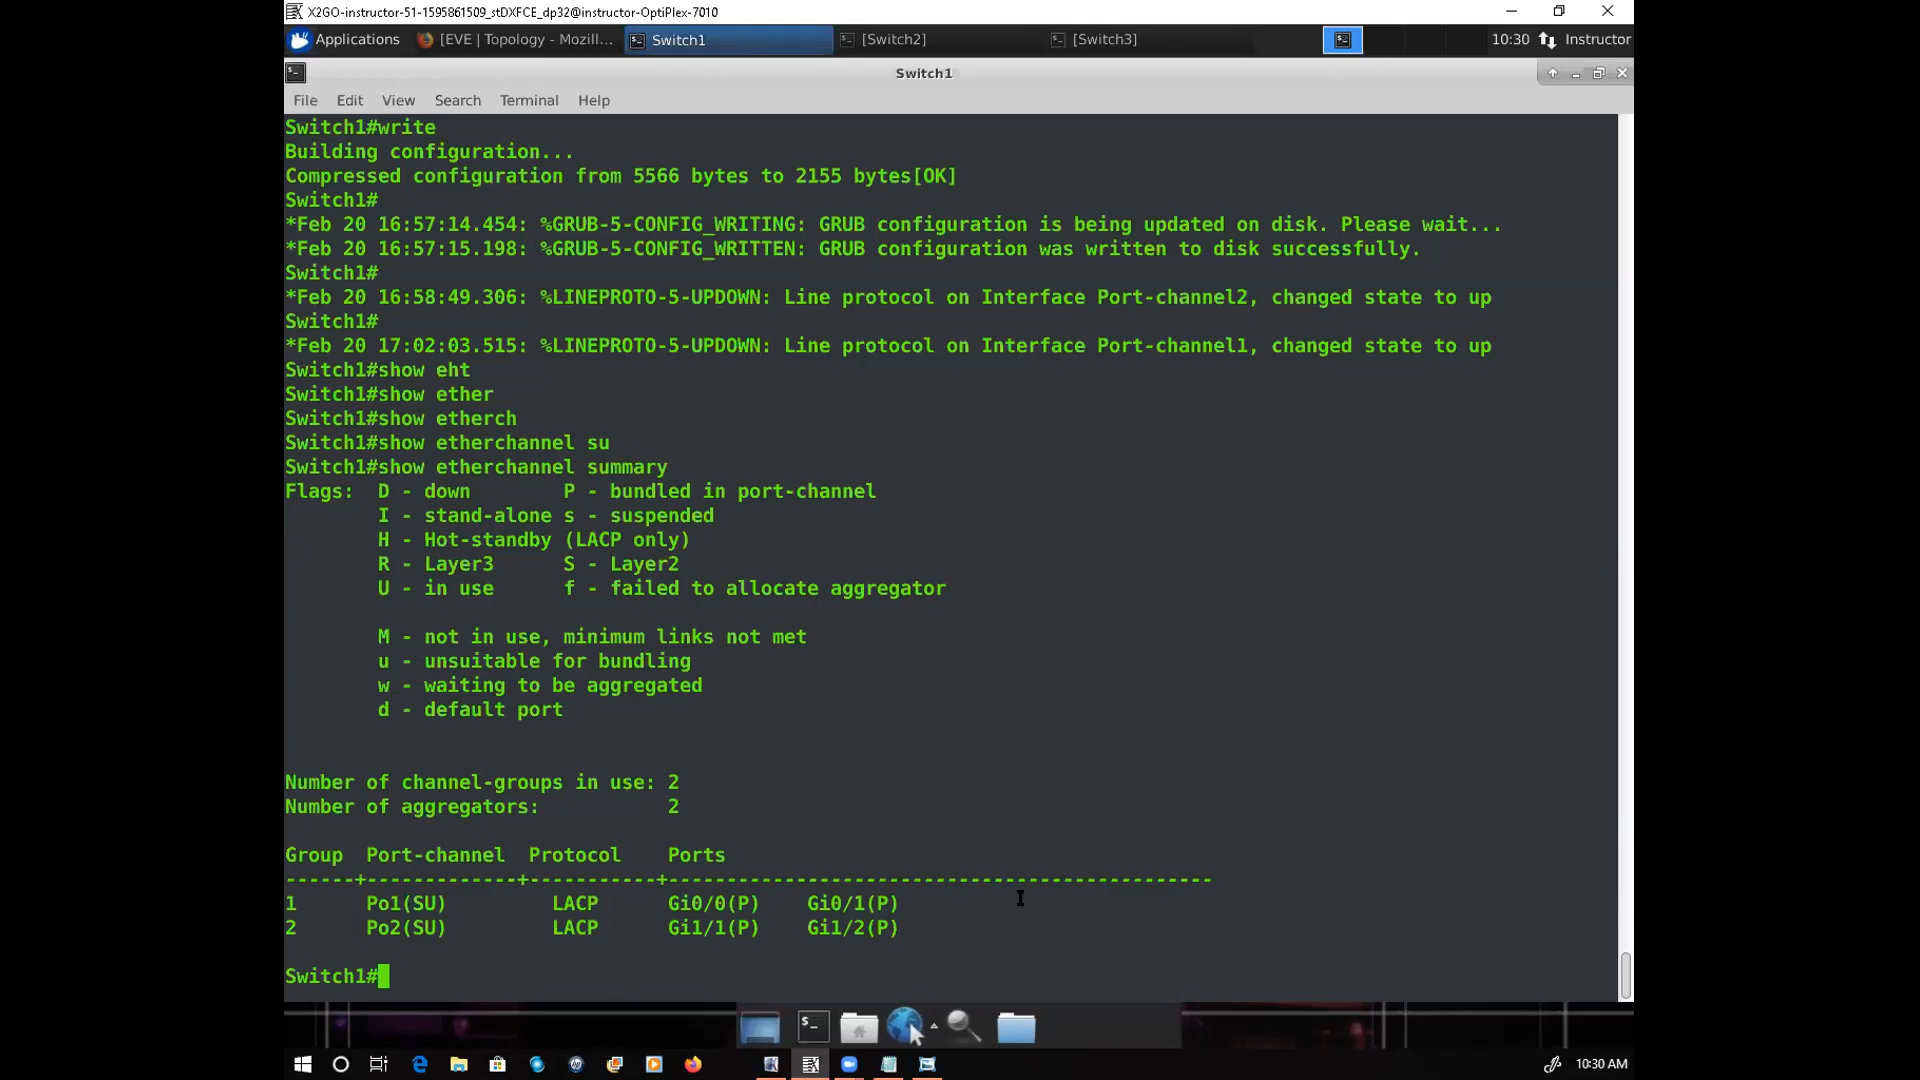 X2GO-instructor-51-1595861509_stDXFCE_dp32@instructor-OptiPlex-7010
Applications [EVE | Topology - Mozill... Switch1 [Switch2] [Switch3] 10:30 Instructor
Switch1
File Edit View Search Terminal Help
Switch1#write
Building configuration...
Compressed configuration from 5566 bytes to 2155 bytes[OK]
Switch1#
*Feb 20 16:57:14.454: %GRUB-5-CONFIG_WRITING: GRUB configuration is being updated on disk. Please wait...
*Feb 20 16:57:15.198: %GRUB-5-CONFIG_WRITTEN: GRUB configuration was written to disk successfully.
Switch1#
*Feb 20 16:58:49.306: %LINEPROTO-5-UPDOWN: Line protocol on Interface Port-channel2, changed state to up
Switch1#
*Feb 20 17:02:03.515: %LINEPROTO-5-UPDOWN: Line protocol on Interface Port-channel1, changed state to up
Switch1#show eht
Switch1#show ether
Switch1#show etherch
Switch1#show etherchannel su
Switch1#show etherchannel summary
Flags:  D - down        P - bundled in port-channel
        I - stand-alone s - suspended
        H - Hot-standby (LACP only)
        R - Layer3      S - Layer2
        U - in use      f - failed to allocate aggregator
        M - not in use, minimum links not met
        u - unsuitable for bundling
        w - waiting to be aggregated
        d - default port
Number of channel-groups in use: 2
Number of aggregators:           2
Group  Port-channel  Protocol    Ports
------+-------------+-----------+-----------------------------------------------
1      Po1(SU)         LACP      Gi0/0(P)    Gi0/1(P)
2      Po2(SU)         LACP      Gi1/1(P)    Gi1/2(P)
Switch1#
10:30 AM